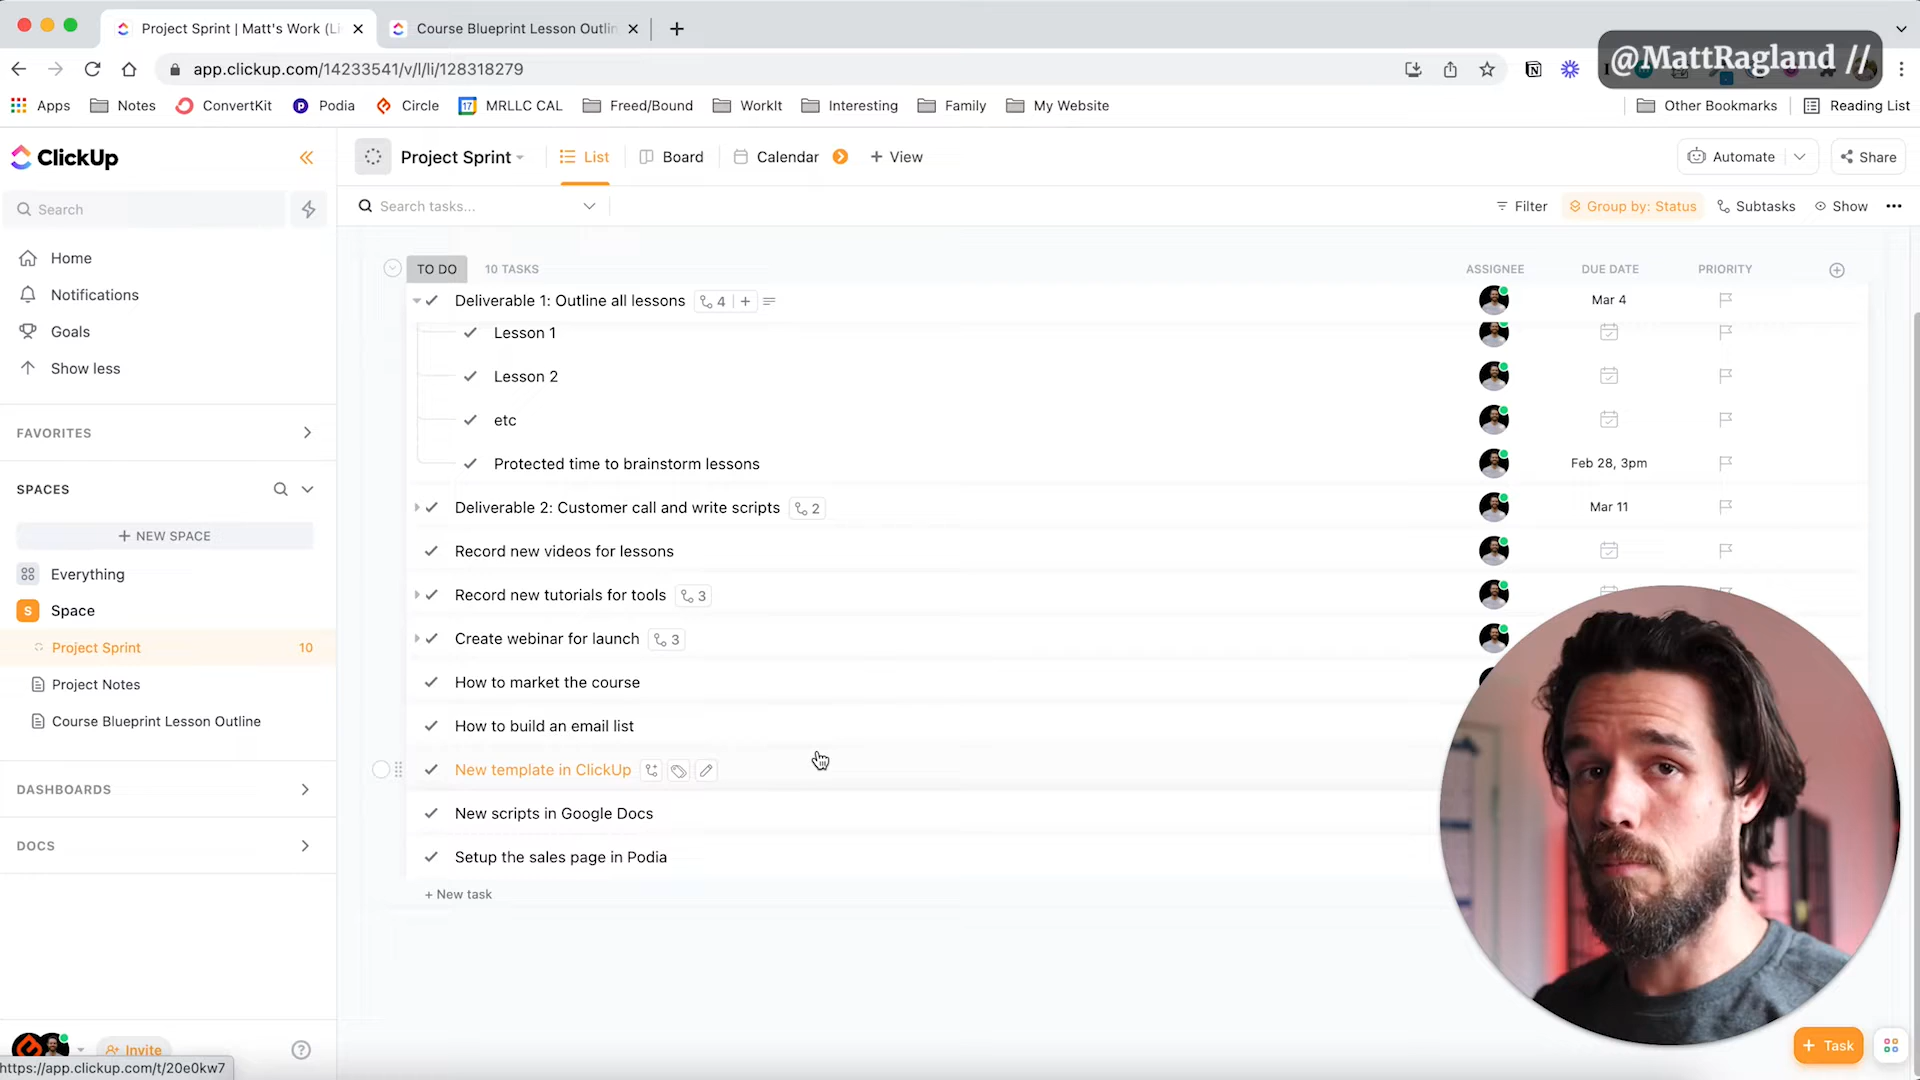 Project Sprint | Matt's Work (Li
Course Blueprint Lesson Outlin
@MattRagland //
app.clickup.com/14233541/v/l/li/128318279
Apps
Notes
ConvertKit
Podia
Circle
17
MRLLC CAL
Freed/Bound
WorkIt
Interesting
Family
My Website
Other Bookmarks
Reading List
ClickUp
Project Sprint
List
Board
Calendar
+ View
Automate
Share
Search
Search tasks...
Filter
Group by: Status
Subtasks
Show
Home
Notifications
Goals
Show less
FAVORITES
SPACES
+ NEW SPACE
Everything
S Space
Project Sprint 10
Project Notes
Course Blueprint Lesson Outline
DASHBOARDS
DOCS
Invite
https://app.clickup.com/t/20e0kw7
TO DO 10 TASKS ASSIGNEE DUE DATE PRIORITY
Deliverable 1: Outline all lessons 4 + Mar 4
Lesson 1
Lesson 2
etc
Protected time to brainstorm lessons Feb 28, 3pm
Deliverable 2: Customer call and write scripts 2 Mar 11
Record new videos for lessons
Record new tutorials for tools 3
Create webinar for launch 3
How to market the course
How to build an email list
New template in ClickUp
New scripts in Google Docs
Setup the sales page in Podia
+ New task
+ Task